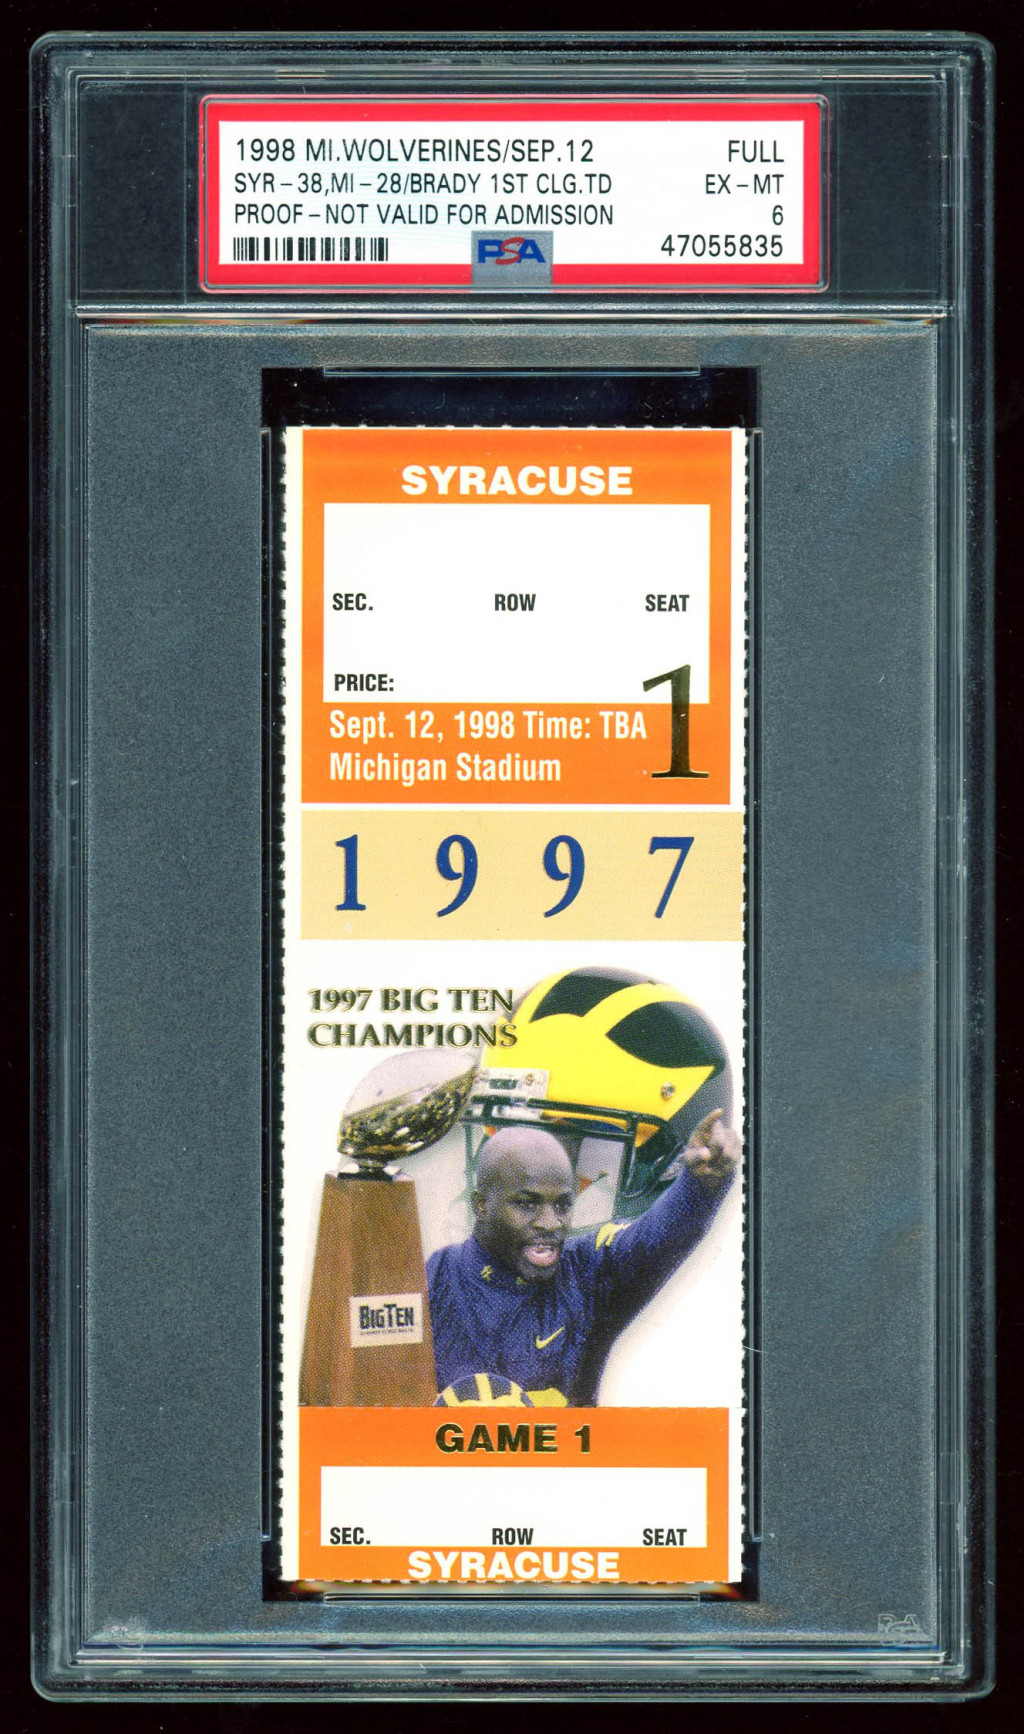 1998 MI.WOLVERINES/SEP.12 FULL
SYR-38,MI-28/BRADY 1ST CLG.TD EX-MT
PROOF-NOT VALID FOR ADMISSION 6
PSA 47055835
SYRACUSE
SEC. ROW SEAT
PRICE:
Sept. 12, 1998 Time: TBA
Michigan Stadium
1
1997
1997 BIG TEN
CHAMPIONS
BIG TEN
GAME 1
SEC. ROW SEAT
SYRACUSE